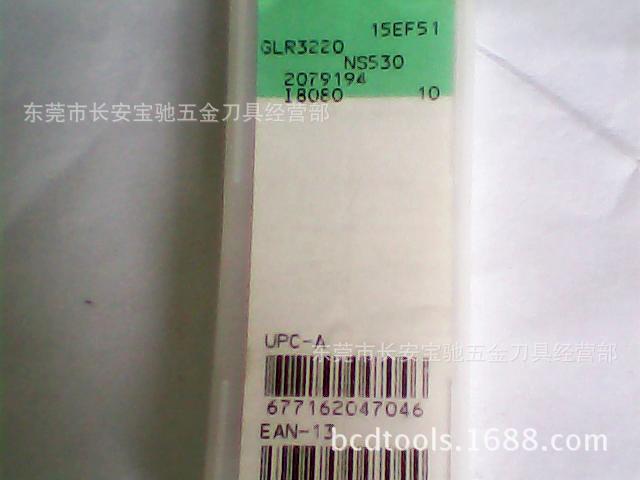 15EF51
GLR3220
NS530
2079194
I8080 10
东莞市长安宝驰五金刀具经营部
UPC-A
东莞市长安宝驰五金刀具经营部
677162047046
EAN-13
bcdtools.1688.com